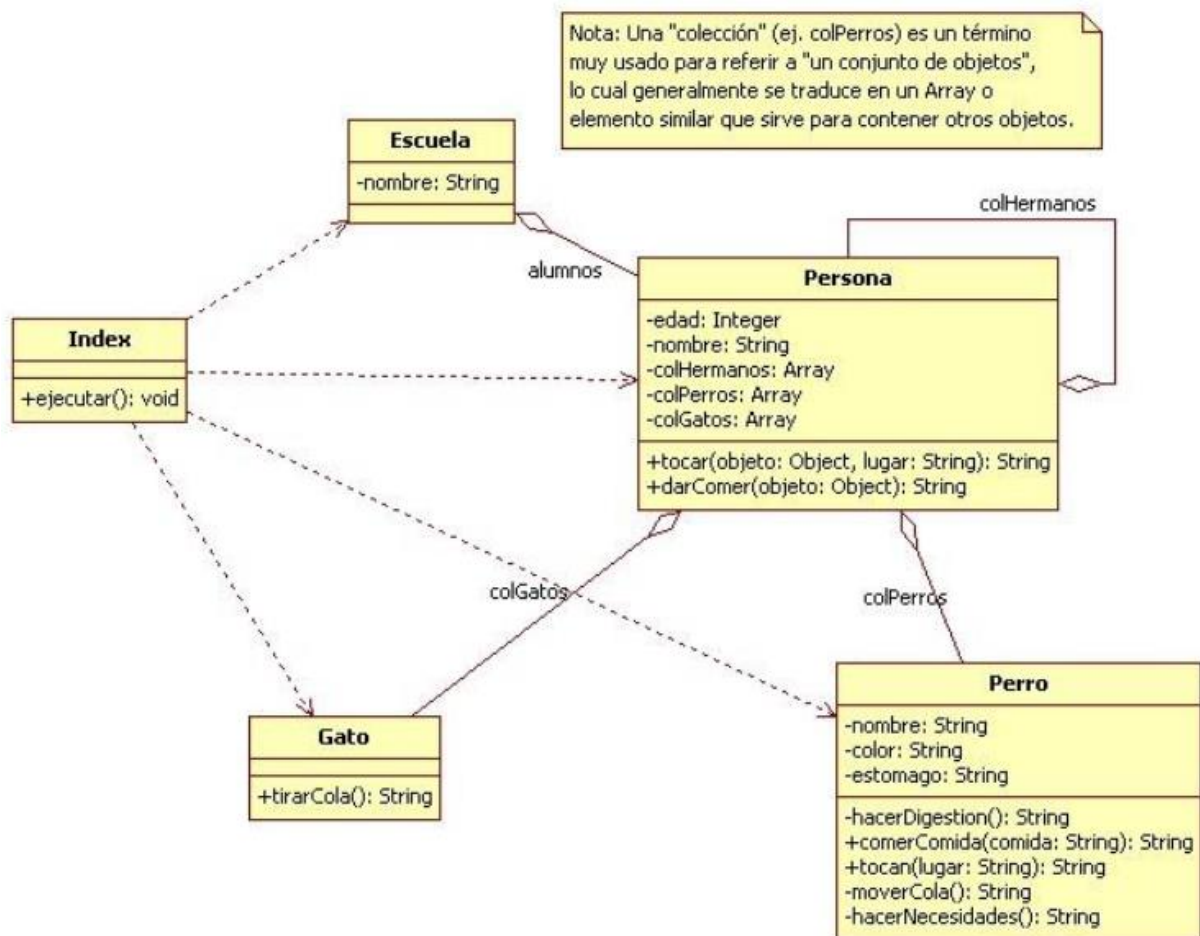 Nota: Una "colección" (ej. colPerros) es un término
muy usado para referir a "un conjunto de objetos",
lo cual generalmente se traduce en un Array o
elemento similar que sirve para contener otros objetos.
Escuela
-nombre: String
colHermanos
alumnos
Persona
-edad: Integer
-nombre: String
-colHermanos: Array
-colPerros: Array
-colGatos: Array
+tocar(objeto: Object, lugar: String): String
+darComer(objeto: Object): String
Index
+ejecutar(): void
colGatos
colPerros
Gato
+tirarCola(): String
Perro
-nombre: String
-color: String
-estomago: String
-hacerDigestion(): String
+comerComida(comida: String): String
+tocan(lugar: String): String
-moverCola(): String
-hacerNecesidades(): String